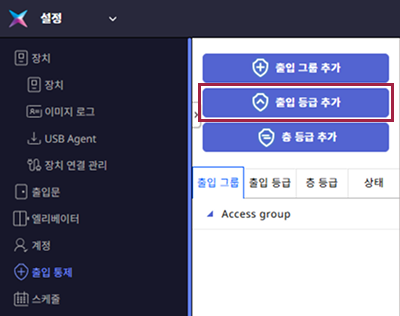 설정
장치
장치
이미지 로그
USB Agent
장치 연결 관리
출입문
엘리베이터
계정
출입 통제
스케줄
출입 그룹 추가
출입 등급 추가
층 등급 추가
출입 그룹 출입 등급 층 등급 상태
Access group